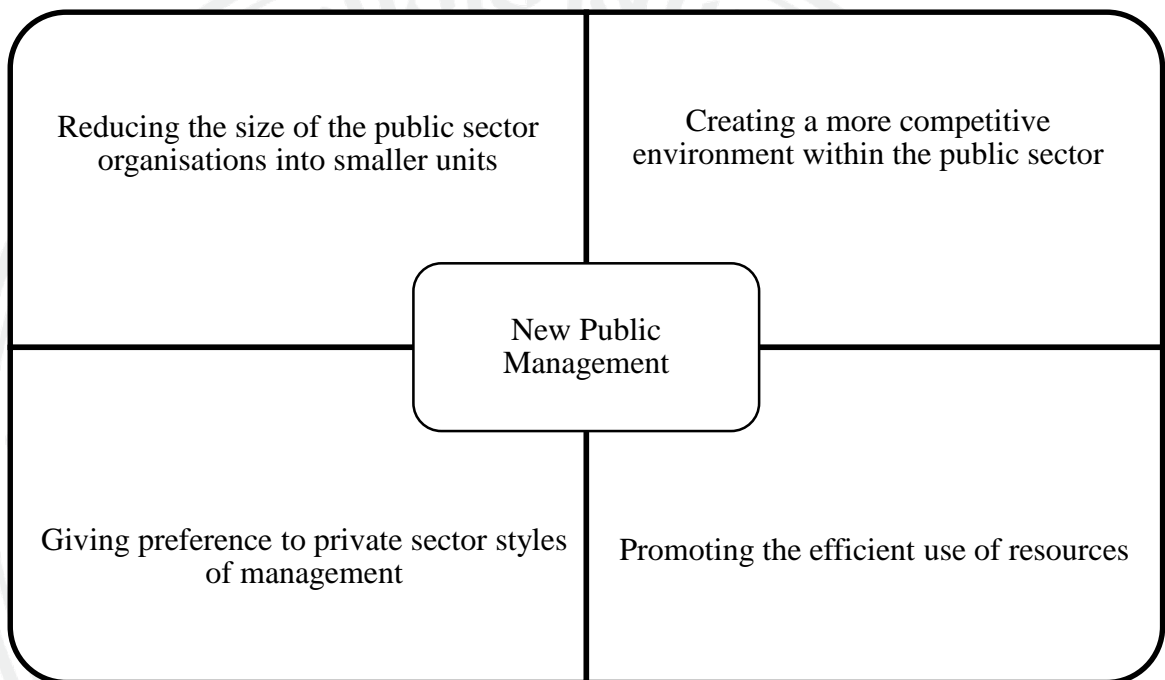 Reducing the size of the public sector
organisations into smaller units
Creating a more competitive
environment within the public sector
New Public
Management
Giving preference to private sector styles
of management
Promoting the efficient use of resources